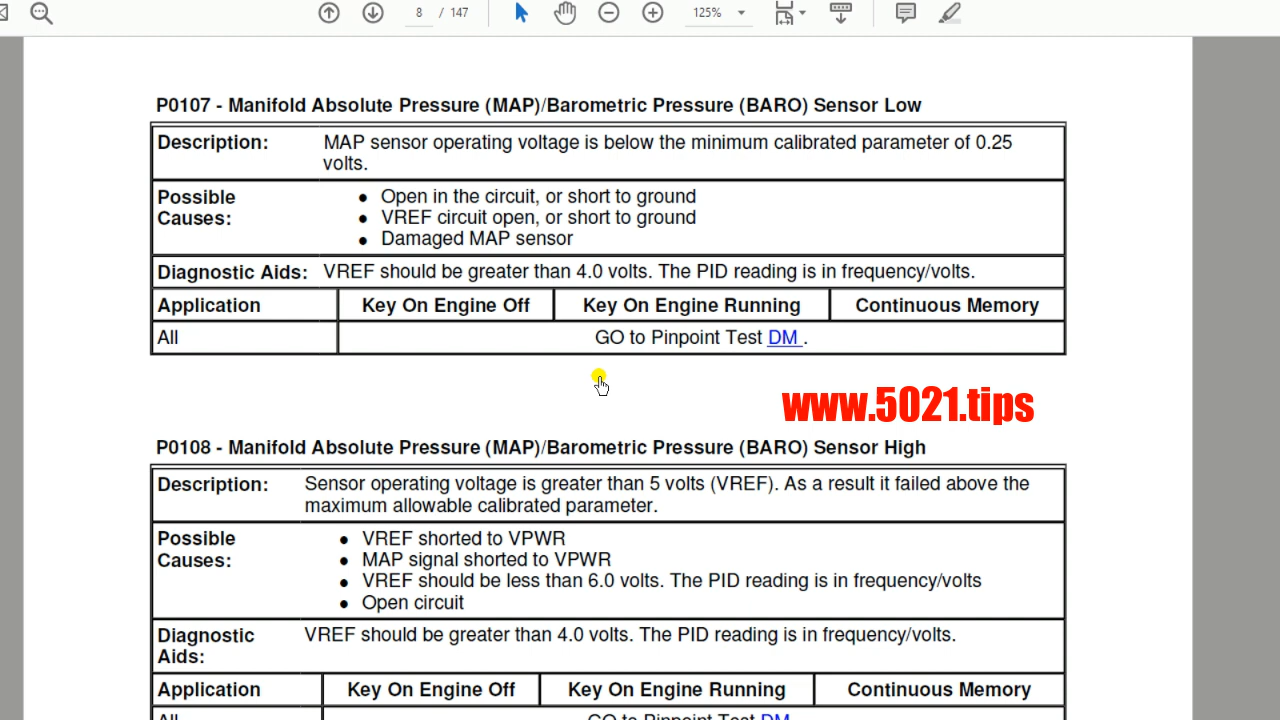 8 / 147 125%
P0107 - Manifold Absolute Pressure (MAP)/Barometric Pressure (BARO) Sensor Low
Description: MAP sensor operating voltage is below the minimum calibrated parameter of 0.25
volts.
Possible
Causes:
● Open in the circuit, or short to ground
● VREF circuit open, or short to ground
● Damaged MAP sensor
Diagnostic Aids: VREF should be greater than 4.0 volts. The PID reading is in frequency/volts.
Application Key On Engine Off Key On Engine Running Continuous Memory
All GO to Pinpoint Test DM .
www.5021.tips
P0108 - Manifold Absolute Pressure (MAP)/Barometric Pressure (BARO) Sensor High
Description: Sensor operating voltage is greater than 5 volts (VREF). As a result it failed above the
maximum allowable calibrated parameter.
Possible
Causes:
● VREF shorted to VPWR
● MAP signal shorted to VPWR
● VREF should be less than 6.0 volts. The PID reading is in frequency/volts
● Open circuit
Diagnostic
Aids:
VREF should be greater than 4.0 volts. The PID reading is in frequency/volts.
Application Key On Engine Off Key On Engine Running Continuous Memory
All GO to Pinpoint Test DM